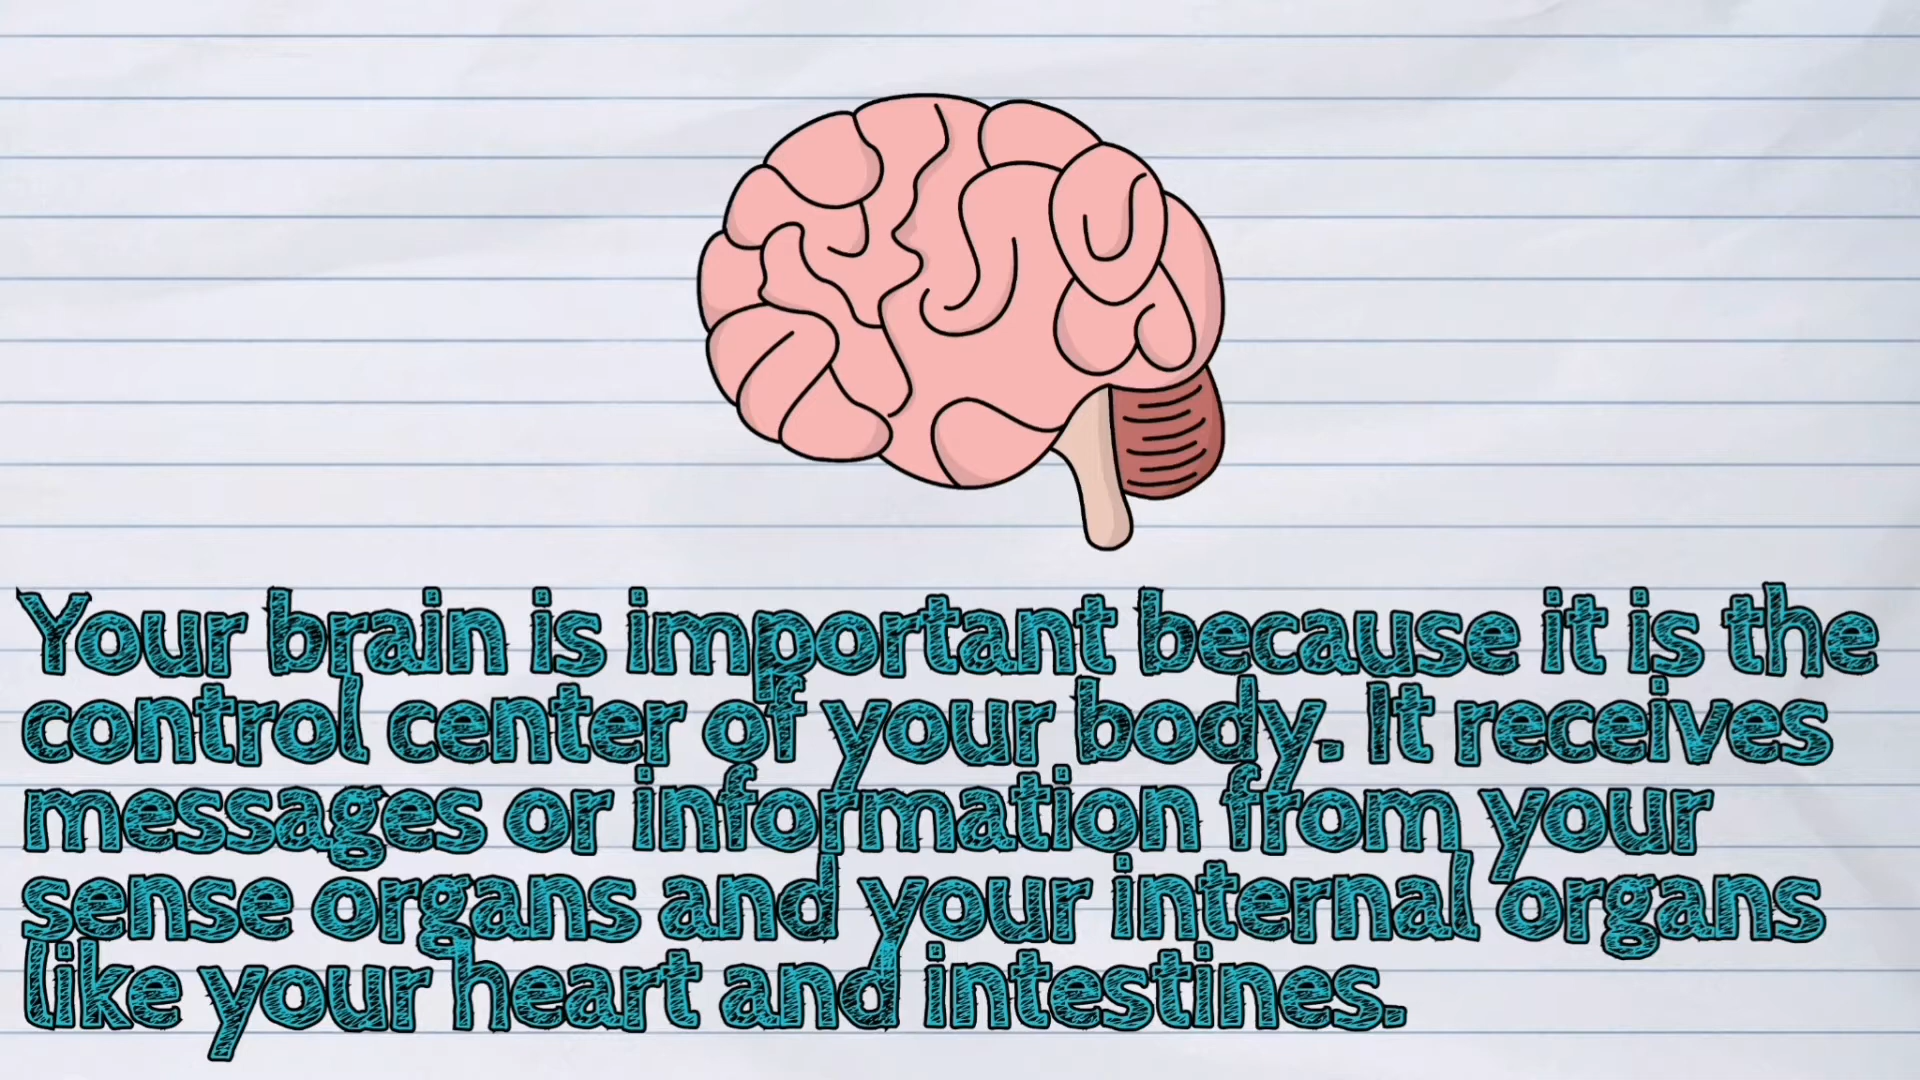 Your brain is important because it is the
control center of your body. It receives
messages or information from your
sense organs and your internal organs
like your heart and intestines.